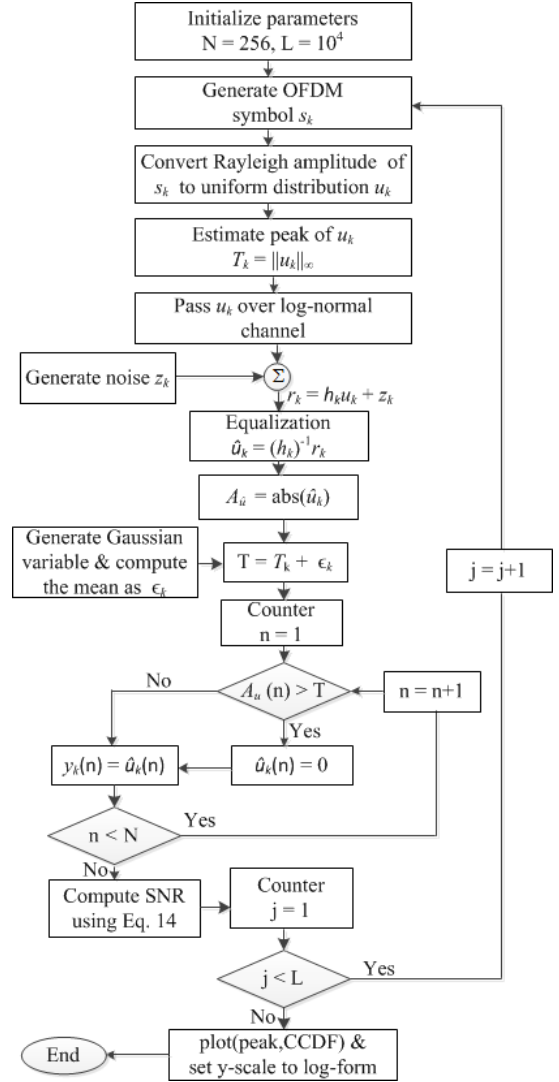 Initialize parameters
N = 256, L = 10⁴
Generate OFDM
symbol sₖ
Convert Rayleigh amplitude of
sₖ to uniform distribution uₖ
Estimate peak of uₖ
Tₖ = ||uₖ||∞
Pass uₖ over log-normal
channel
Generate noise zₖ
Σ
rₖ = hₖuₖ + zₖ
Equalization
ûₖ = (hₖ)⁻¹rₖ
A_û = abs(ûₖ)
Generate Gaussian
variable & compute
the mean as ϵₖ
T = Tₖ + ϵₖ
j = j+1
Counter
n = 1
No
Aᵤ (n) > T
n = n+1
Yes
yₖ(n) = ûₖ(n)
ûₖ(n) = 0
n < N
Yes
No
Compute SNR
using Eq. 14
Counter
j = 1
j < L
Yes
No
plot(peak,CCDF) &
set y-scale to log-form
End